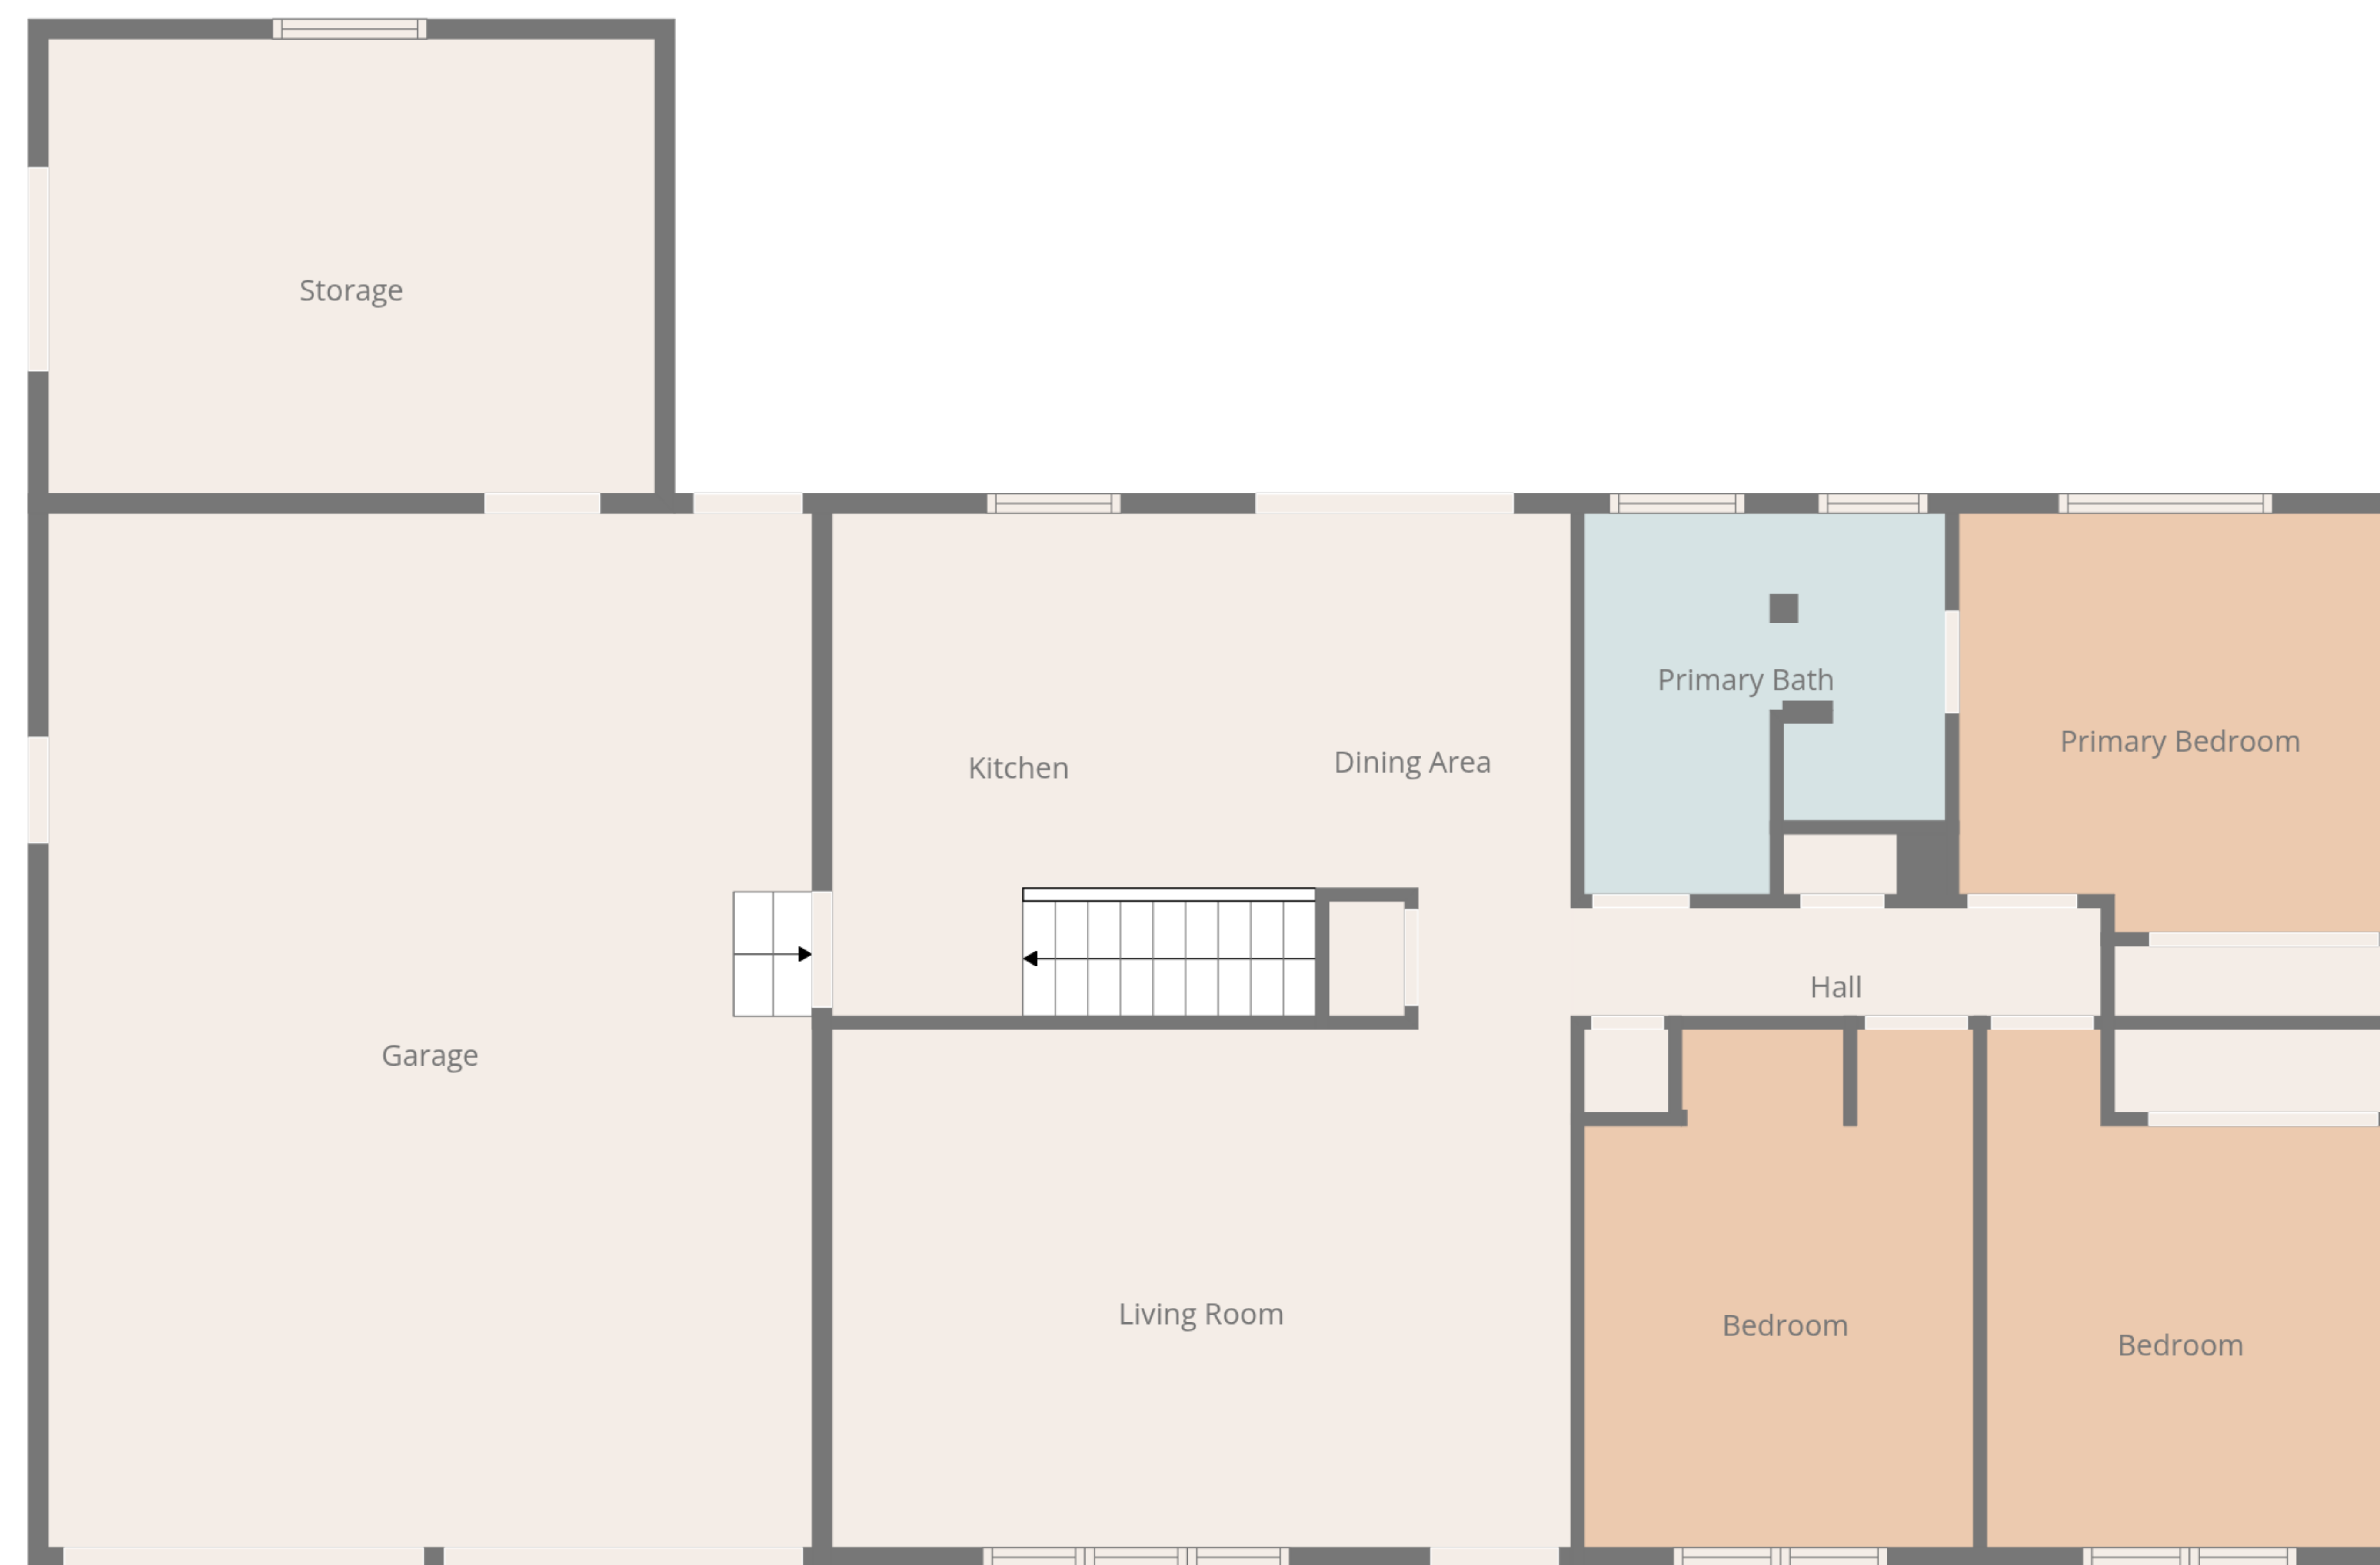 Storage
Primary Bath
Primary Bedroom
Kitchen
Dining Area
Hall
Garage
Living Room
Bedroom
Bedroom